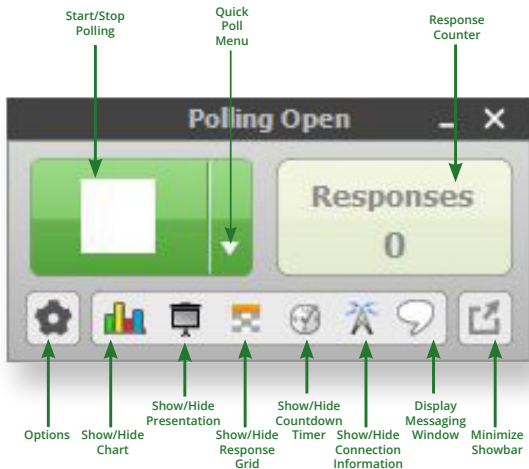 Start/Stop
Polling
Quick
Poll
Menu
Response
Counter
Polling Open
Responses
0
Options
Show/Hide
Chart
Show/Hide
Presentation
Show/Hide
Response
Grid
Show/Hide
Countdown
Timer
Show/Hide
Connection
Information
Display
Messaging
Window
Minimize
Showbar